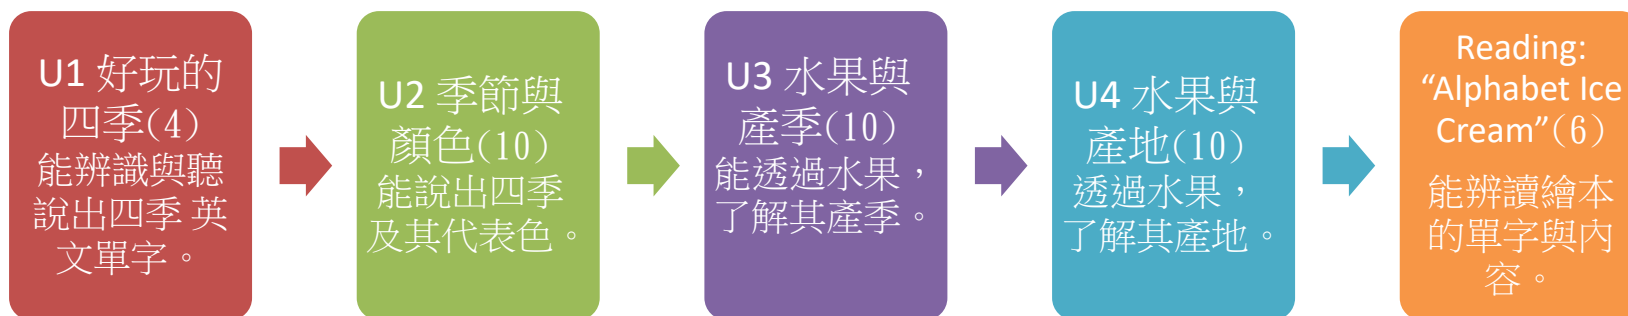 U1 好玩的
四季(4)
能辨識與聽
說出四季 英
文單字。
U2 季節與
顏色(10)
能說出四季
及其代表色。
U3 水果與
產季(10)
能透過水果，
了解其產季。
U4 水果與
產地(10)
透過水果，
了解其產地。
Reading:
“Alphabet Ice
Cream”(6)
能辨讀繪本
的單字與內
容。